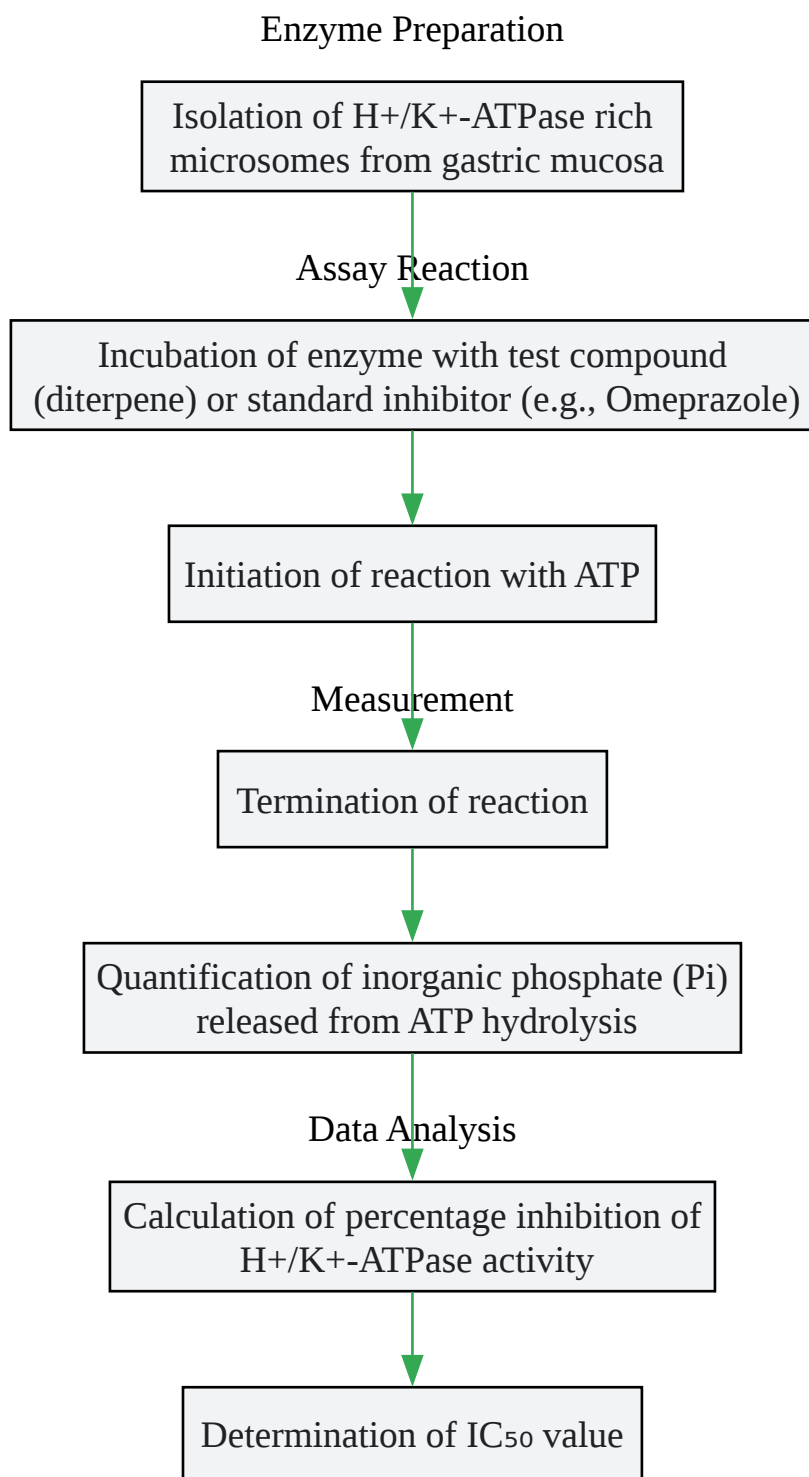 Enzyme Preparation
Isolation of H+/K+-ATPase rich
microsomes from gastric mucosa
Assay Reaction
Incubation of enzyme with test compound
(diterpene) or standard inhibitor (e.g., Omeprazole)
Initiation of reaction with ATP
Measurement
Termination of reaction
Quantification of inorganic phosphate (Pi)
released from ATP hydrolysis
Data Analysis
Calculation of percentage inhibition of
H+/K+-ATPase activity
Determination of IC₅₀ value